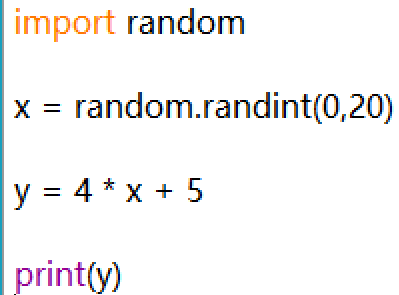 import random
x = random.randint(0,20)
y = 4 * x + 5
print(y)